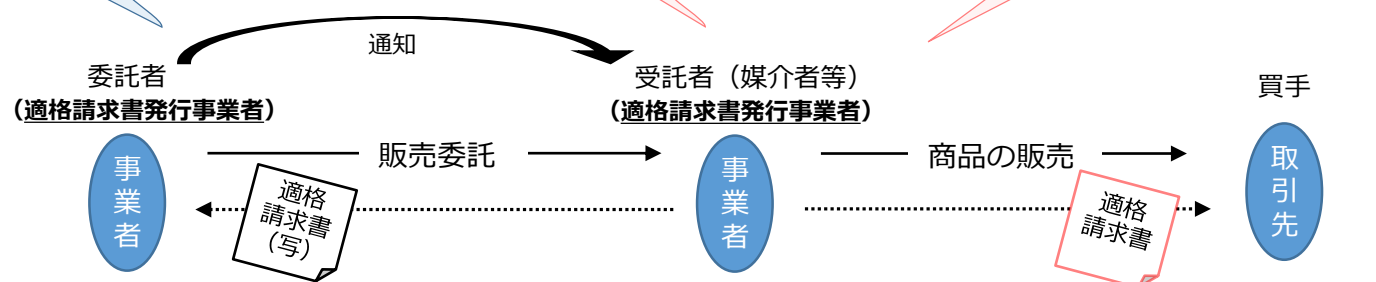 通知
委託者
（適格請求書発行事業者）
受託者（媒介者等）
（適格請求書発行事業者）
買手
事業者
販売委託
適格
請求書
（写）
事業者
商品の販売
適格
請求書
取引先